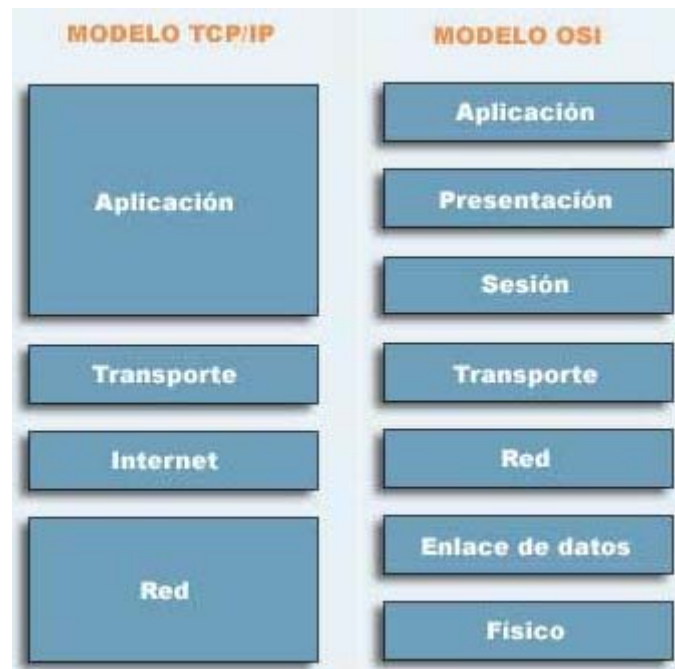 MODELO TCP/IP
Aplicación
Transporte
Internet
Red
MODELO OSI
Aplicación
Presentación
Sesión
Transporte
Red
Enlace de datos
Físico